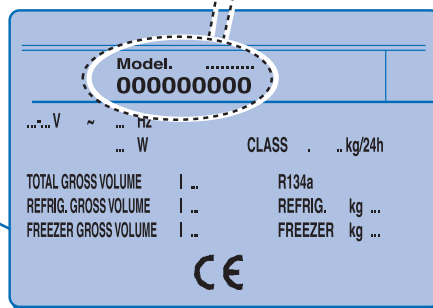 Model. ..........
000000000
...-... V ~ ... Hz
... W CLASS . .. kg/24h
TOTAL GROSS VOLUME l ... R134a
REFRIG. GROSS VOLUME l ... REFRIG. kg ...
FREEZER GROSS VOLUME l ... FREEZER kg ...
CE